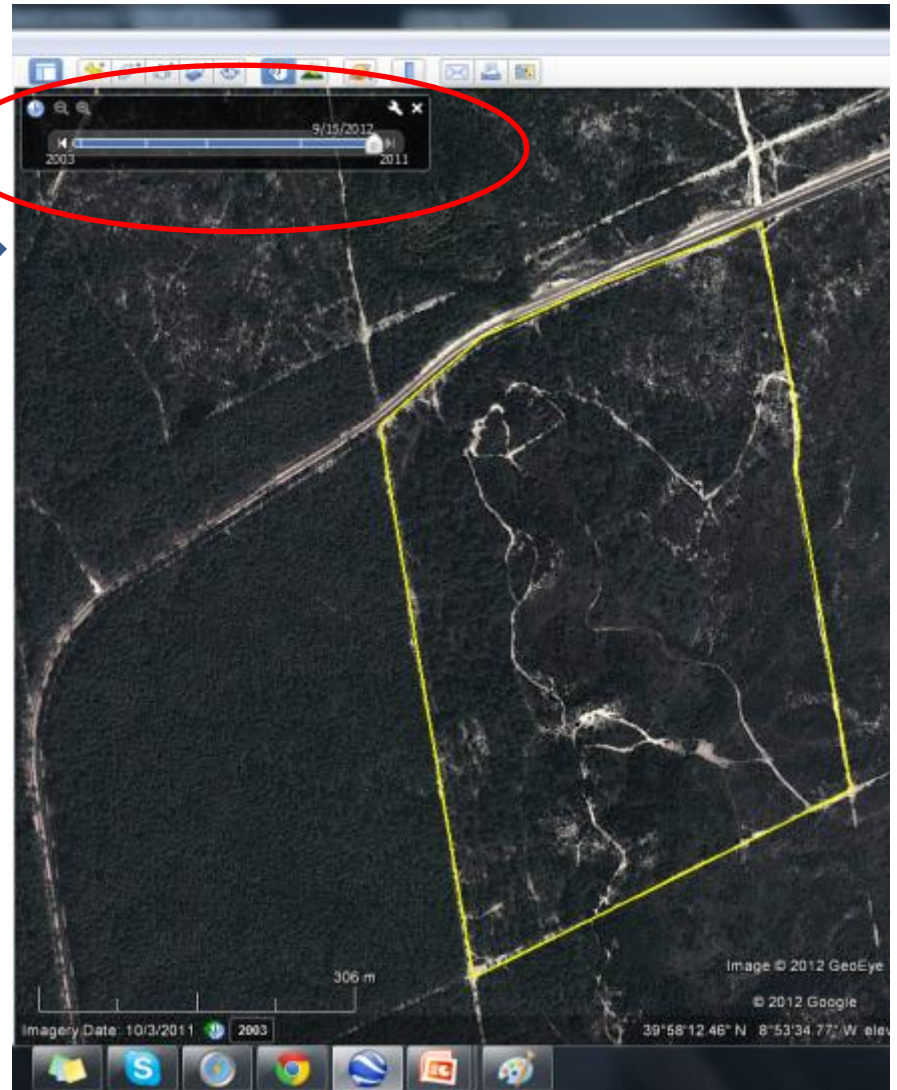 9/15/2012
2003
2011
306 m
Image © 2012 GeoEye
© 2012 Google
Imagery Date: 10/3/2011
2003
39°58'12.46" N 8°53'34.77" W elev